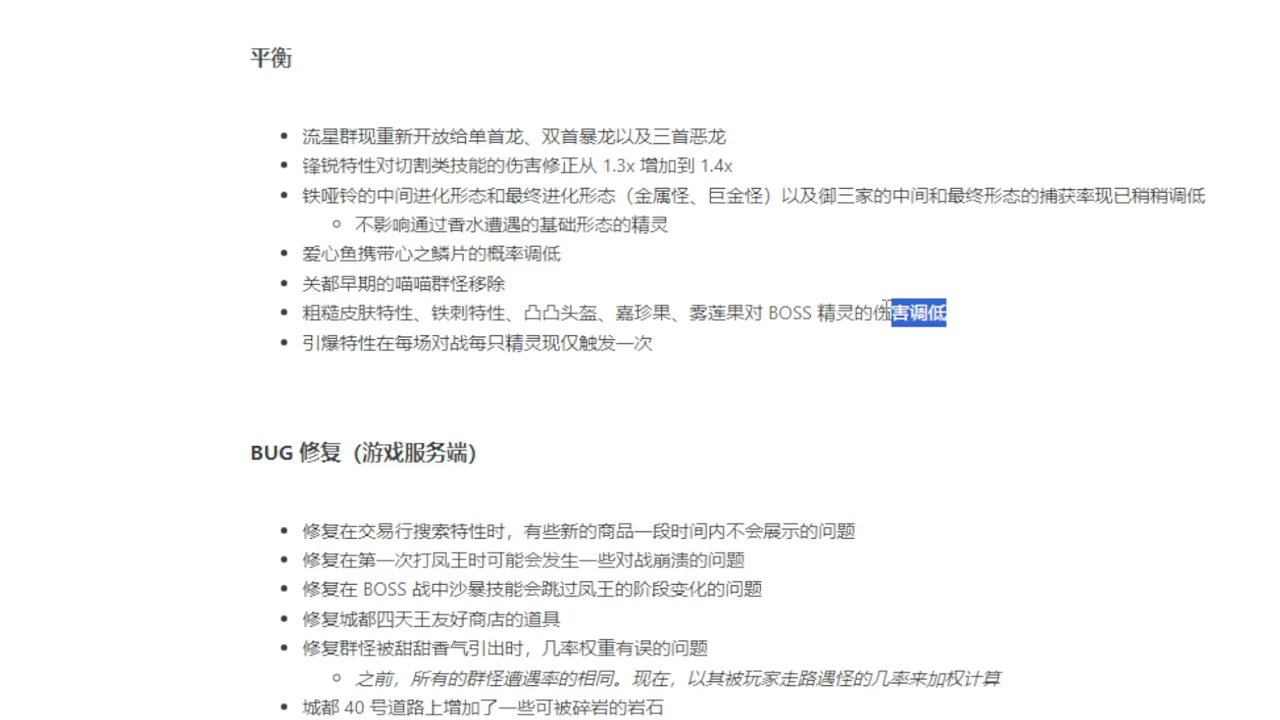 平衡
流星群现重新开放给单首龙、双首暴龙以及三首恶龙
锋锐特性对切割类技能的伤害修正从 1.3x 增加到 1.4x
铁哑铃的中间进化形态和最终进化形态（金属怪、巨金怪）以及御三家的中间和最终形态的捕获率现已稍稍调低
不影响通过香水遭遇的基础形态的精灵
爱心鱼携带心之鳞片的概率调低
关都早期的喵喵群怪移除
粗糙皮肤特性、铁刺特性、凸凸头盔、嘉珍果、雾莲果对 BOSS 精灵的伤害调低
引爆特性在每场对战每只精灵现仅触发一次
BUG 修复（游戏服务端）
修复在交易行搜索特性时，有些新的商品一段时间内不会展示的问题
修复在第一次打凤王时可能会发生一些对战崩溃的问题
修复在 BOSS 战中沙暴技能会跳过凤王的阶段变化的问题
修复城都四天王友好商店的道具
修复群怪被甜甜香气引出时，几率权重有误的问题
之前，所有的群怪遭遇率的相同。现在，以其被玩家走路遇怪的几率来加权计算
城都 40 号道路上增加了一些可被碎岩的岩石